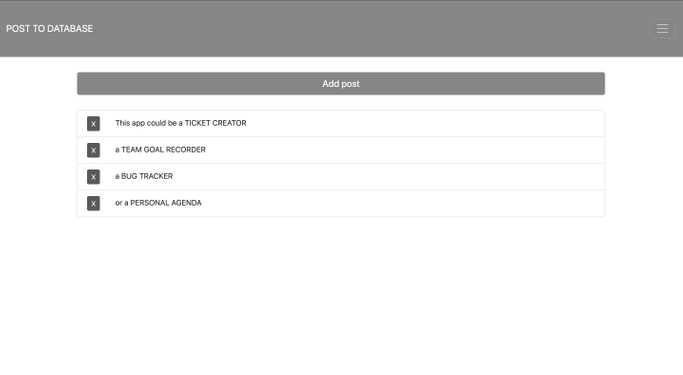 POST TO DATABASE
Add post
x This app could be a TICKET CREATOR
x a TEAM GOAL RECORDER
x a BUG TRACKER
x or a PERSONAL AGENDA